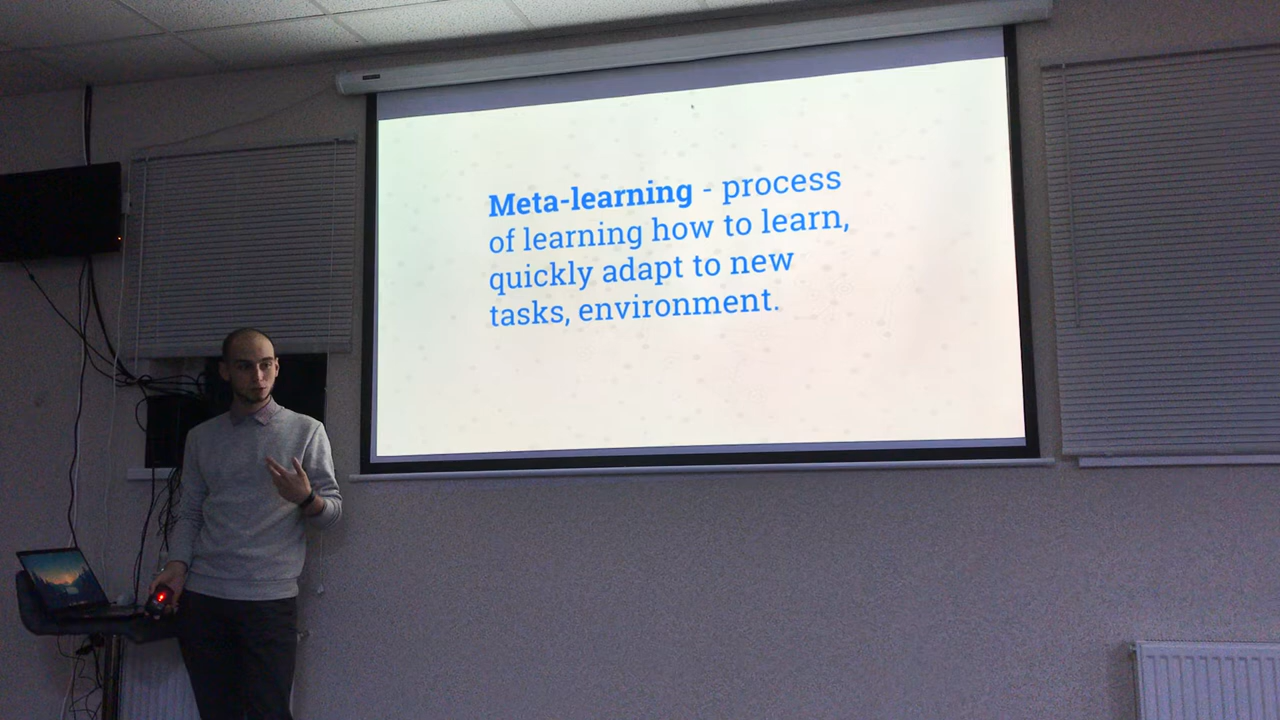 Meta-learning - process
of learning how to learn,
quickly adapt to new
tasks, environment.